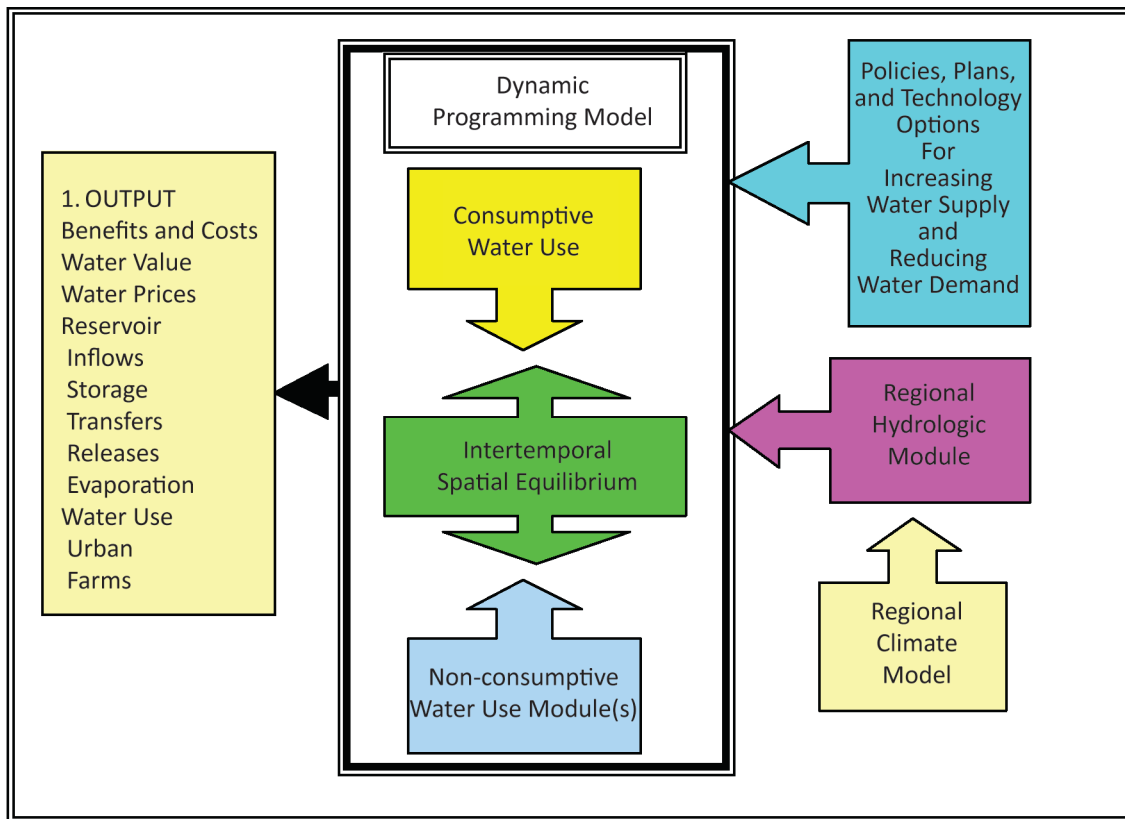 1. OUTPUT
Benefits and Costs
Water Value
Water Prices
Reservoir
Inflows
Storage
Transfers
Releases
Evaporation
Water Use
Urban
Farms
Dynamic
Programming Model
Consumptive
Water Use
Intertemporal
Spatial Equilibrium
Non-consumptive
Water Use Module(s)
Policies, Plans,
and Technology
Options
For
Increasing
Water Supply
and
Reducing
Water Demand
Regional
Hydrologic
Module
Regional
Climate
Model